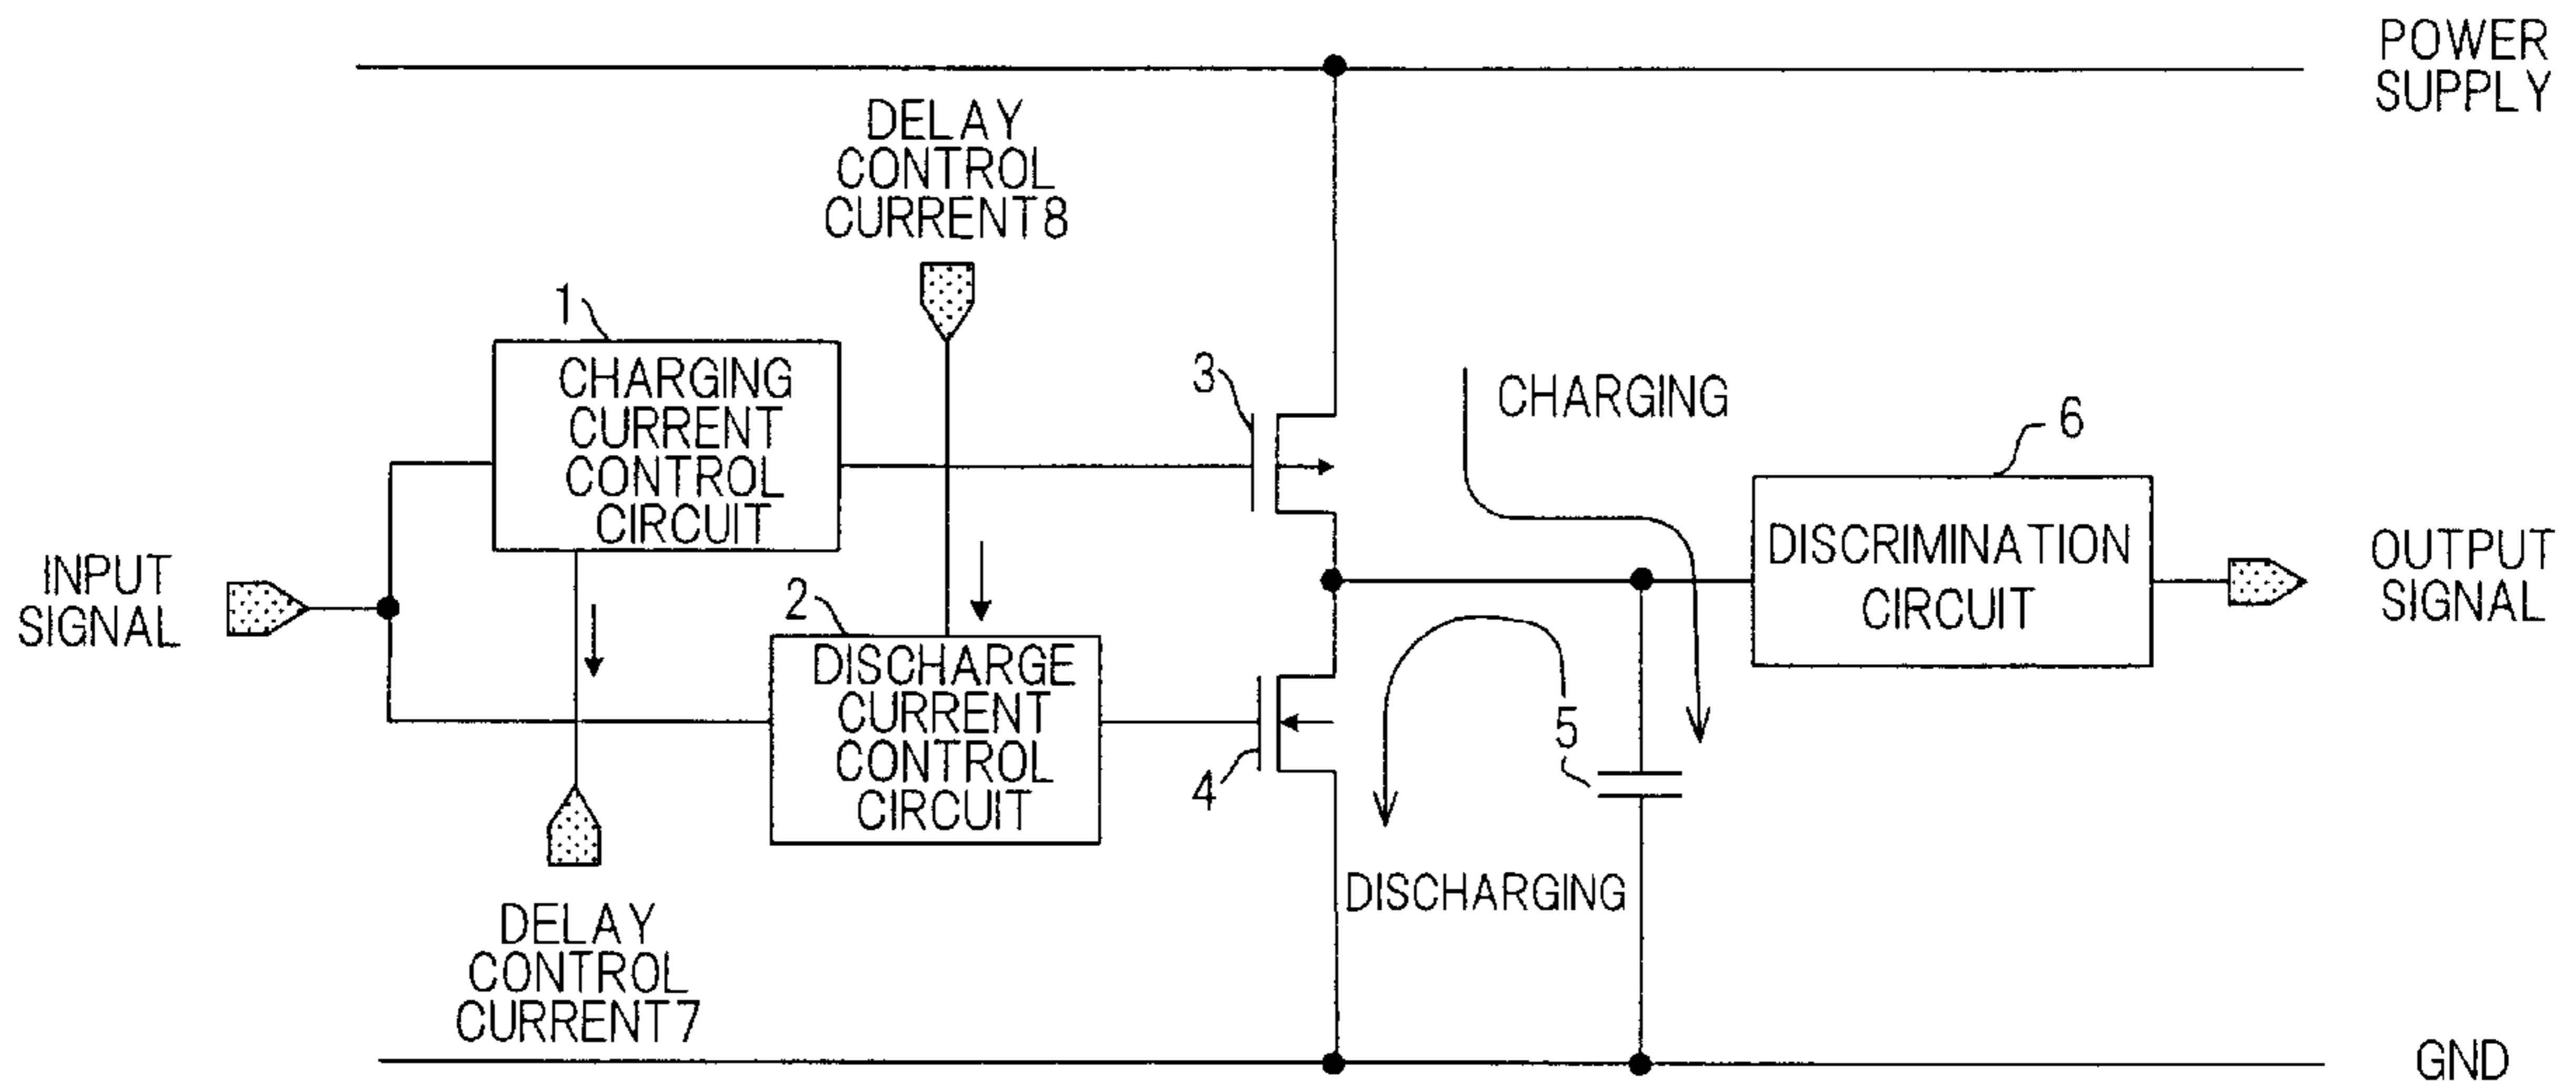 POWER
SUPPLY
DELAY
CONTROL
CURRENT8
1
CHARGING
CURRENT
CONTROL
CIRCUIT
3
CHARGING
6
DISCRIMINATION
CIRCUIT
INPUT
SIGNAL
OUTPUT
SIGNAL
2
DISCHARGE
CURRENT
CONTROL
CIRCUIT
4
5
DISCHARGING
DELAY
CONTROL
CURRENT7
GND